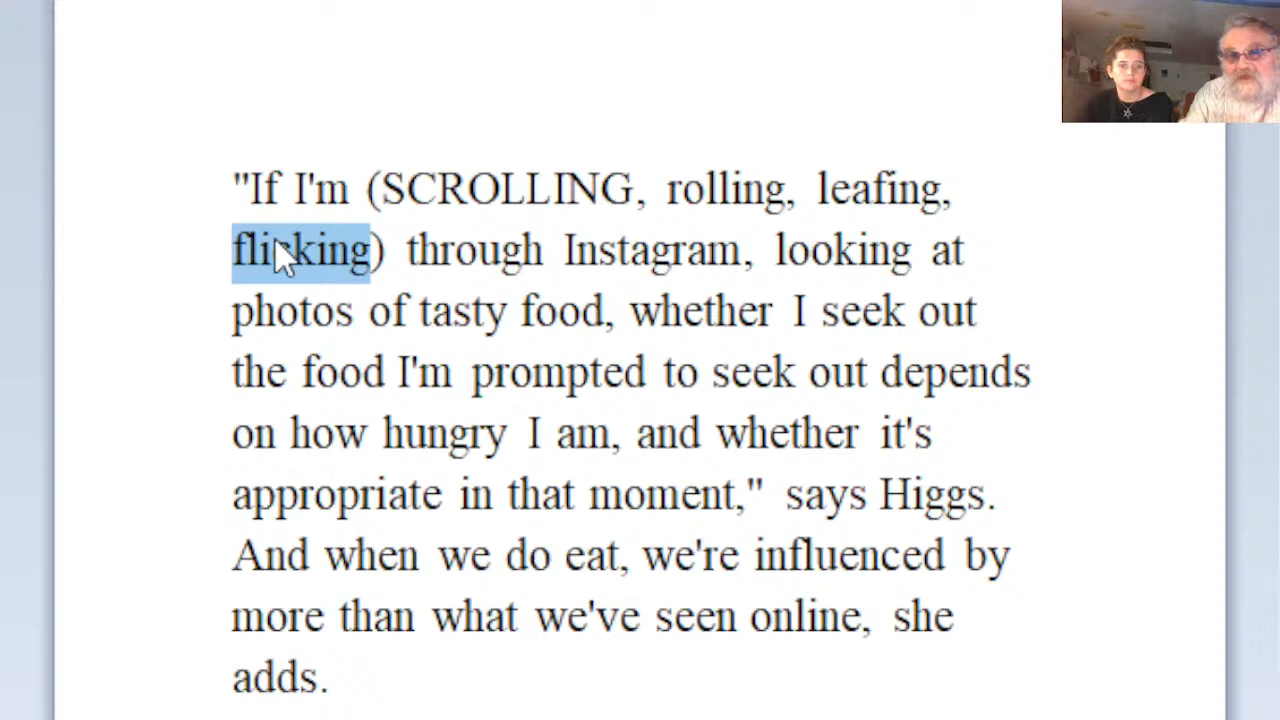 "If I'm (SCROLLING, rolling, leafing,
flicking) through Instagram, looking at
photos of tasty food, whether I seek out
the food I'm prompted to seek out depends
on how hungry I am, and whether it's
appropriate in that moment," says Higgs.
And when we do eat, we're influenced by
more than what we've seen online, she
adds.